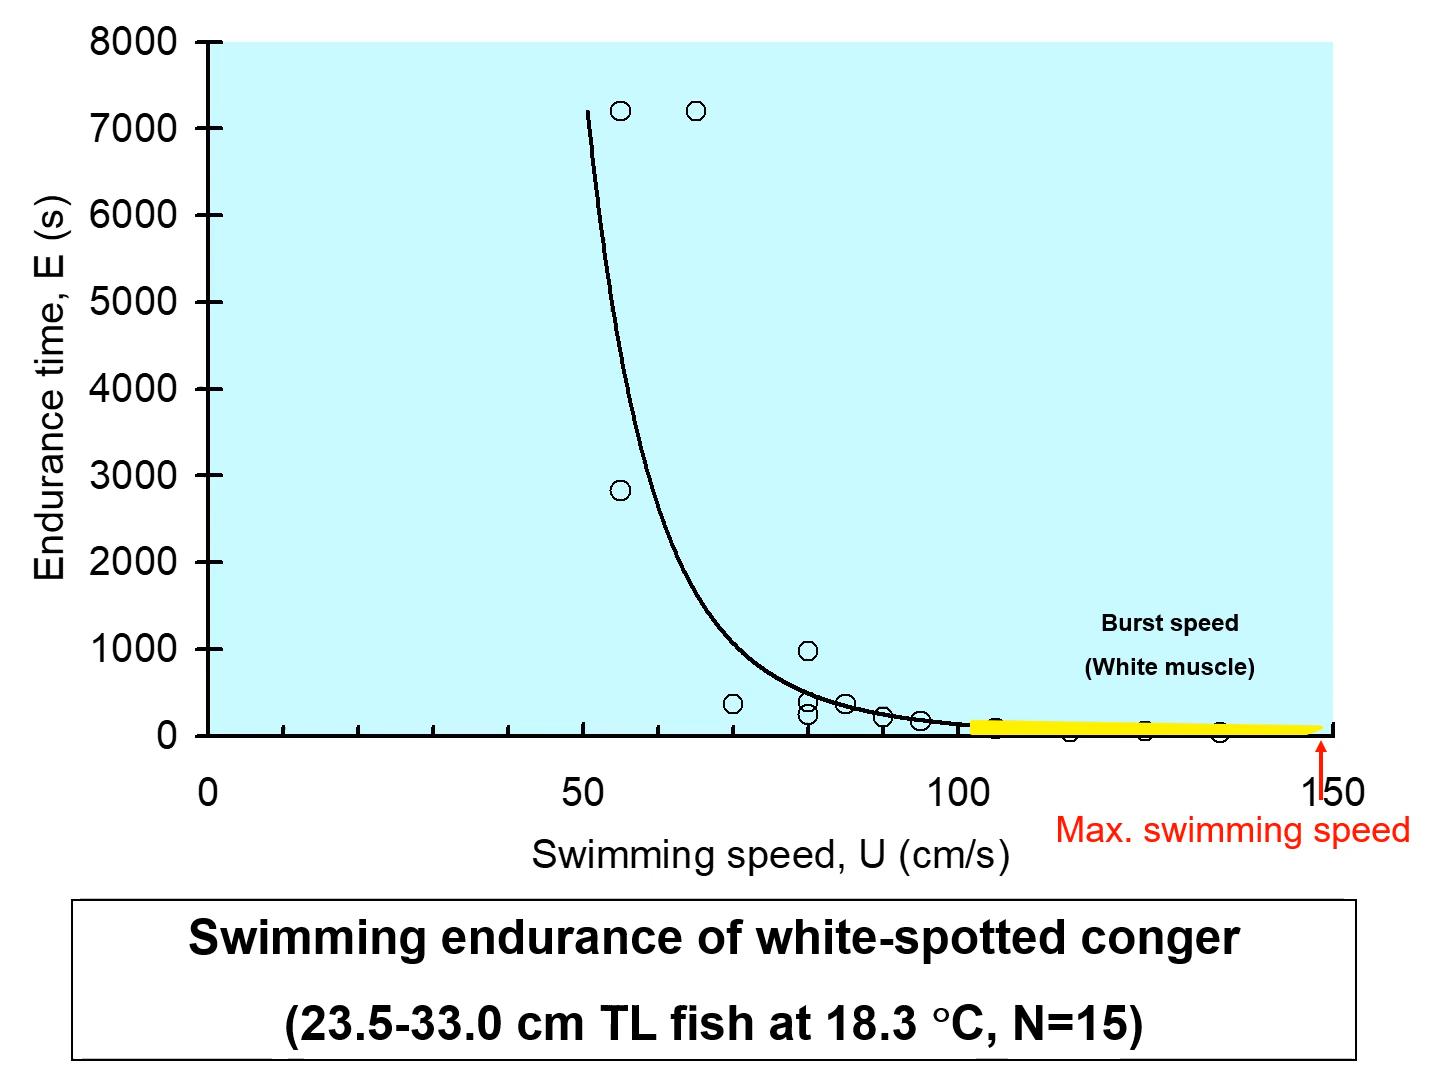 8000
7000
6000
5000
4000
3000
2000
1000
0
Endurance time, E (s)
Burst speed
(White muscle)
0 50 100 150
Max. swimming speed
Swimming speed, U (cm/s)
Swimming endurance of white-spotted conger
(23.5-33.0 cm TL fish at 18.3 °C, N=15)